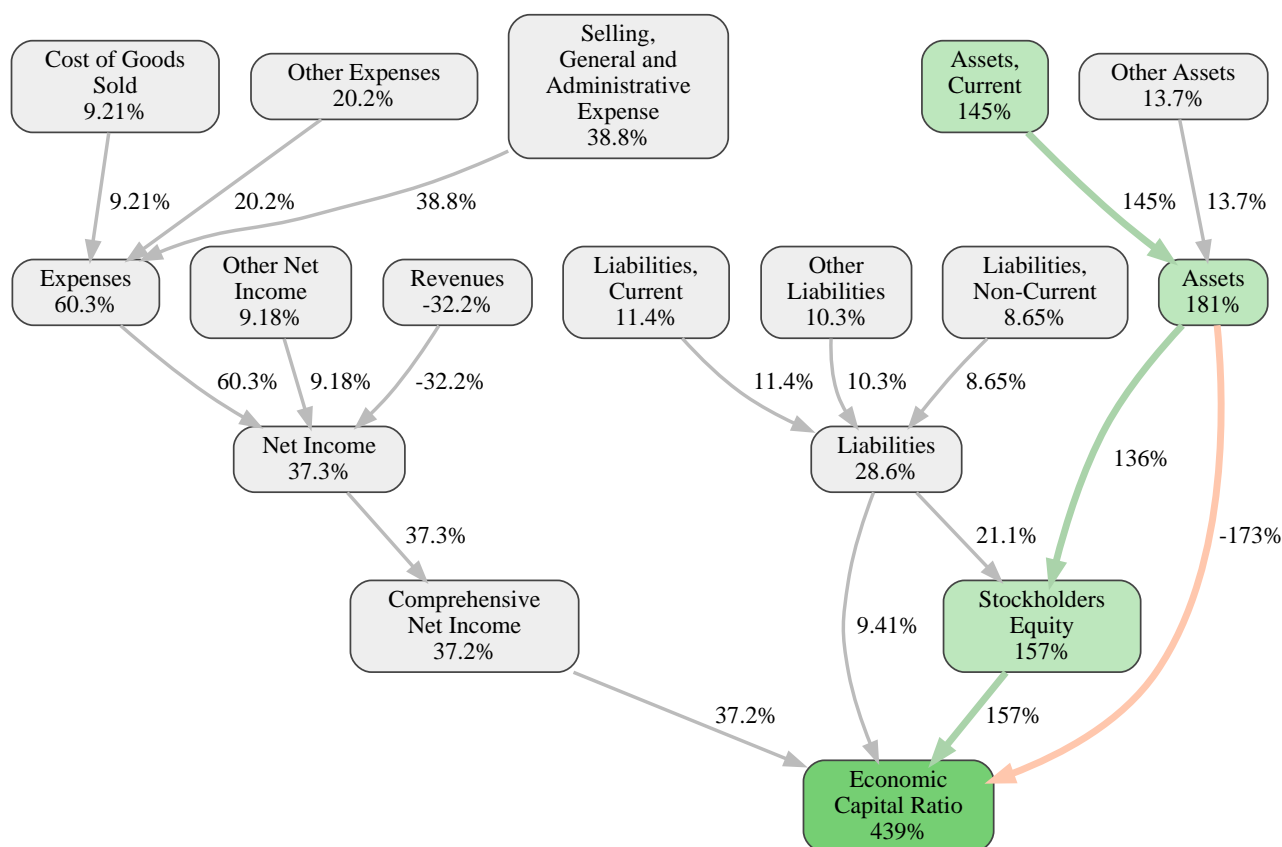 Cost of Goods
Sold
9.21%
Other Expenses
20.2%
Selling,
General and
Administrative
Expense
38.8%
Assets,
Current
145%
Other Assets
13.7%
9.21%
20.2%
38.8%
145%
13.7%
Expenses
60.3%
Other Net
Income
9.18%
Revenues
-32.2%
Liabilities,
Current
11.4%
Other
Liabilities
10.3%
Liabilities,
Non-Current
8.65%
Assets
181%
60.3%
9.18%
-32.2%
11.4%
10.3%
8.65%
Net Income
37.3%
Liabilities
28.6%
136%
37.3%
21.1%
-173%
Comprehensive
Net Income
37.2%
9.41%
Stockholders
Equity
157%
37.2%
157%
Economic
Capital Ratio
439%